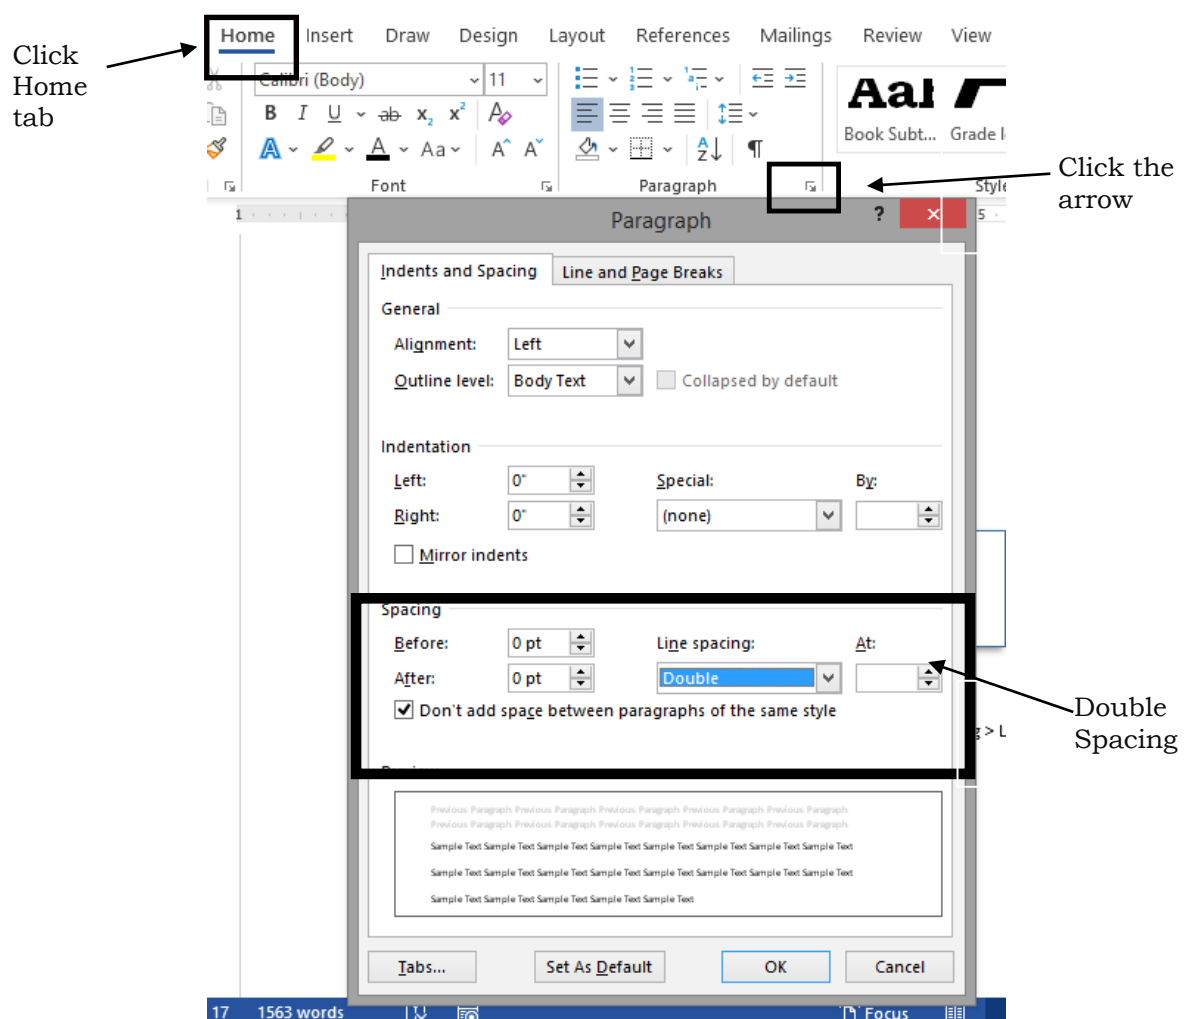 Home Insert Draw Design Layout References Mailings Review View
Click
Home
tab
Calibri (Body) 11
B I U ab x₂ x² A
A A Aa A^ A˅ A Z ¶
AaI
Book Subt... Grade
Font Paragraph
Click the
arrow
1
5
Paragraph ? ×
Indents and Spacing Line and Page Breaks
General
Alignment: Left
Outline level: Body Text Collapsed by default
Indentation
Left: 0" Special: By:
Right: 0" (none)
Mirror indents
Spacing
Before: 0 pt Line spacing: At:
After: 0 pt Double
Don't add space between paragraphs of the same style
Double
Spacing
> L
Previous Paragraph Previous Paragraph Previous Paragraph Previous Paragraph Previous Paragraph
Previous Paragraph Previous Paragraph Previous Paragraph Previous Paragraph Previous Paragraph
Sample Text Sample Text Sample Text Sample Text Sample Text Sample Text Sample Text Sample Text
Sample Text Sample Text Sample Text Sample Text Sample Text Sample Text Sample Text Sample Text
Sample Text Sample Text Sample Text Sample Text Sample Text
Tabs... Set As Default OK Cancel
17 1563 words Focus